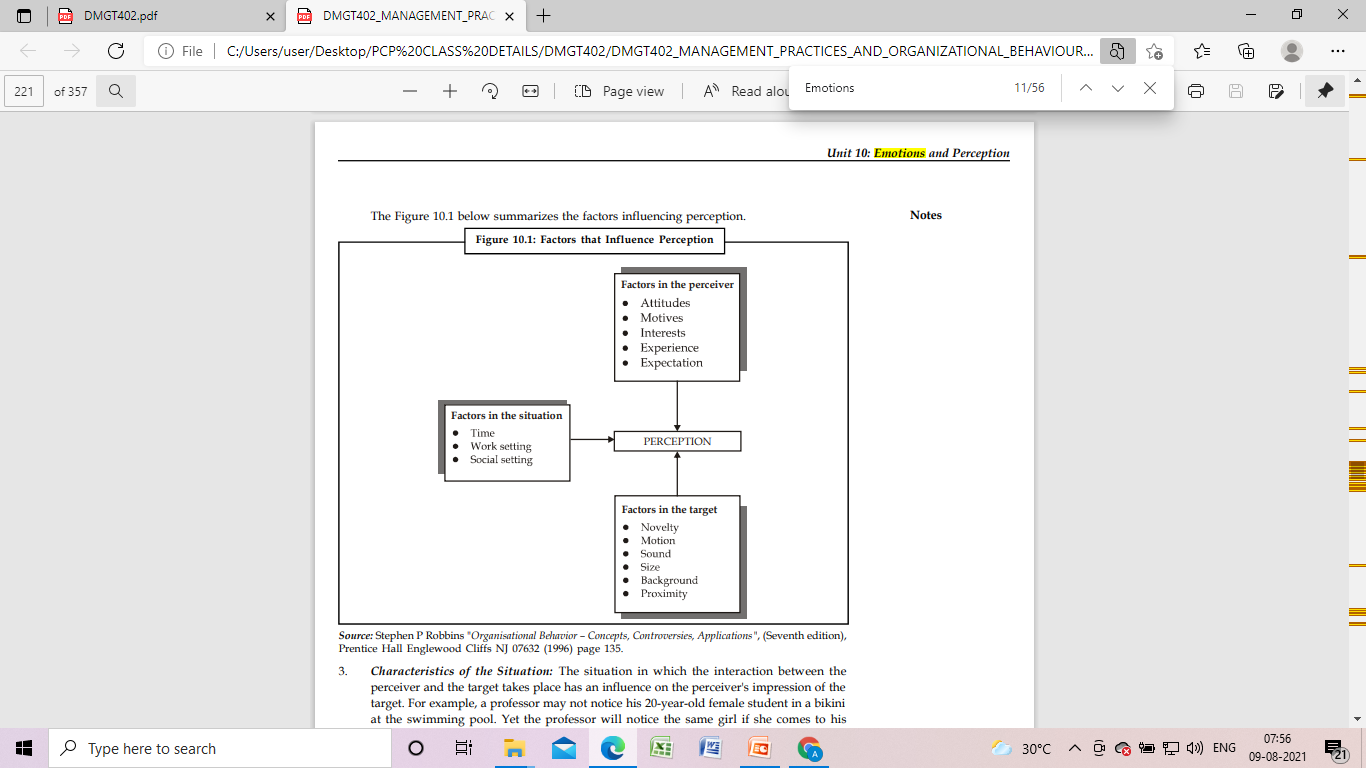 DMGT402.pdf
DMGT402_MANAGEMENT_PRAC
File
C:/Users/user/Desktop/PCP%20CLASS%20DETAILS/DMGT402/DMGT402_MANAGEMENT_PRACTICES_AND_ORGANIZATIONAL_BEHAVIOUR...
221 of 357
Page view
Read alou
Emotions 11/56
Unit 10: Emotions and Perception
The Figure 10.1 below summarizes the factors influencing perception.
Notes
Figure 10.1: Factors that Influence Perception
Factors in the perceiver
● Attitudes
● Motives
● Interests
● Experience
● Expectation
Factors in the situation
● Time
● Work setting
● Social setting
PERCEPTION
Factors in the target
● Novelty
● Motion
● Sound
● Size
● Background
● Proximity
Source: Stephen P Robbins "Organisational Behavior – Concepts, Controversies, Applications", (Seventh edition),
Prentice Hall Englewood Cliffs NJ 07632 (1996) page 135.
3. Characteristics of the Situation: The situation in which the interaction between the
perceiver and the target takes place has an influence on the perceiver's impression of the
target. For example, a professor may not notice his 20-year-old female student in a bikini
at the swimming pool. Yet the professor will notice the same girl if she comes to his
Type here to search
30°C
ENG
07:56
09-08-2021
21